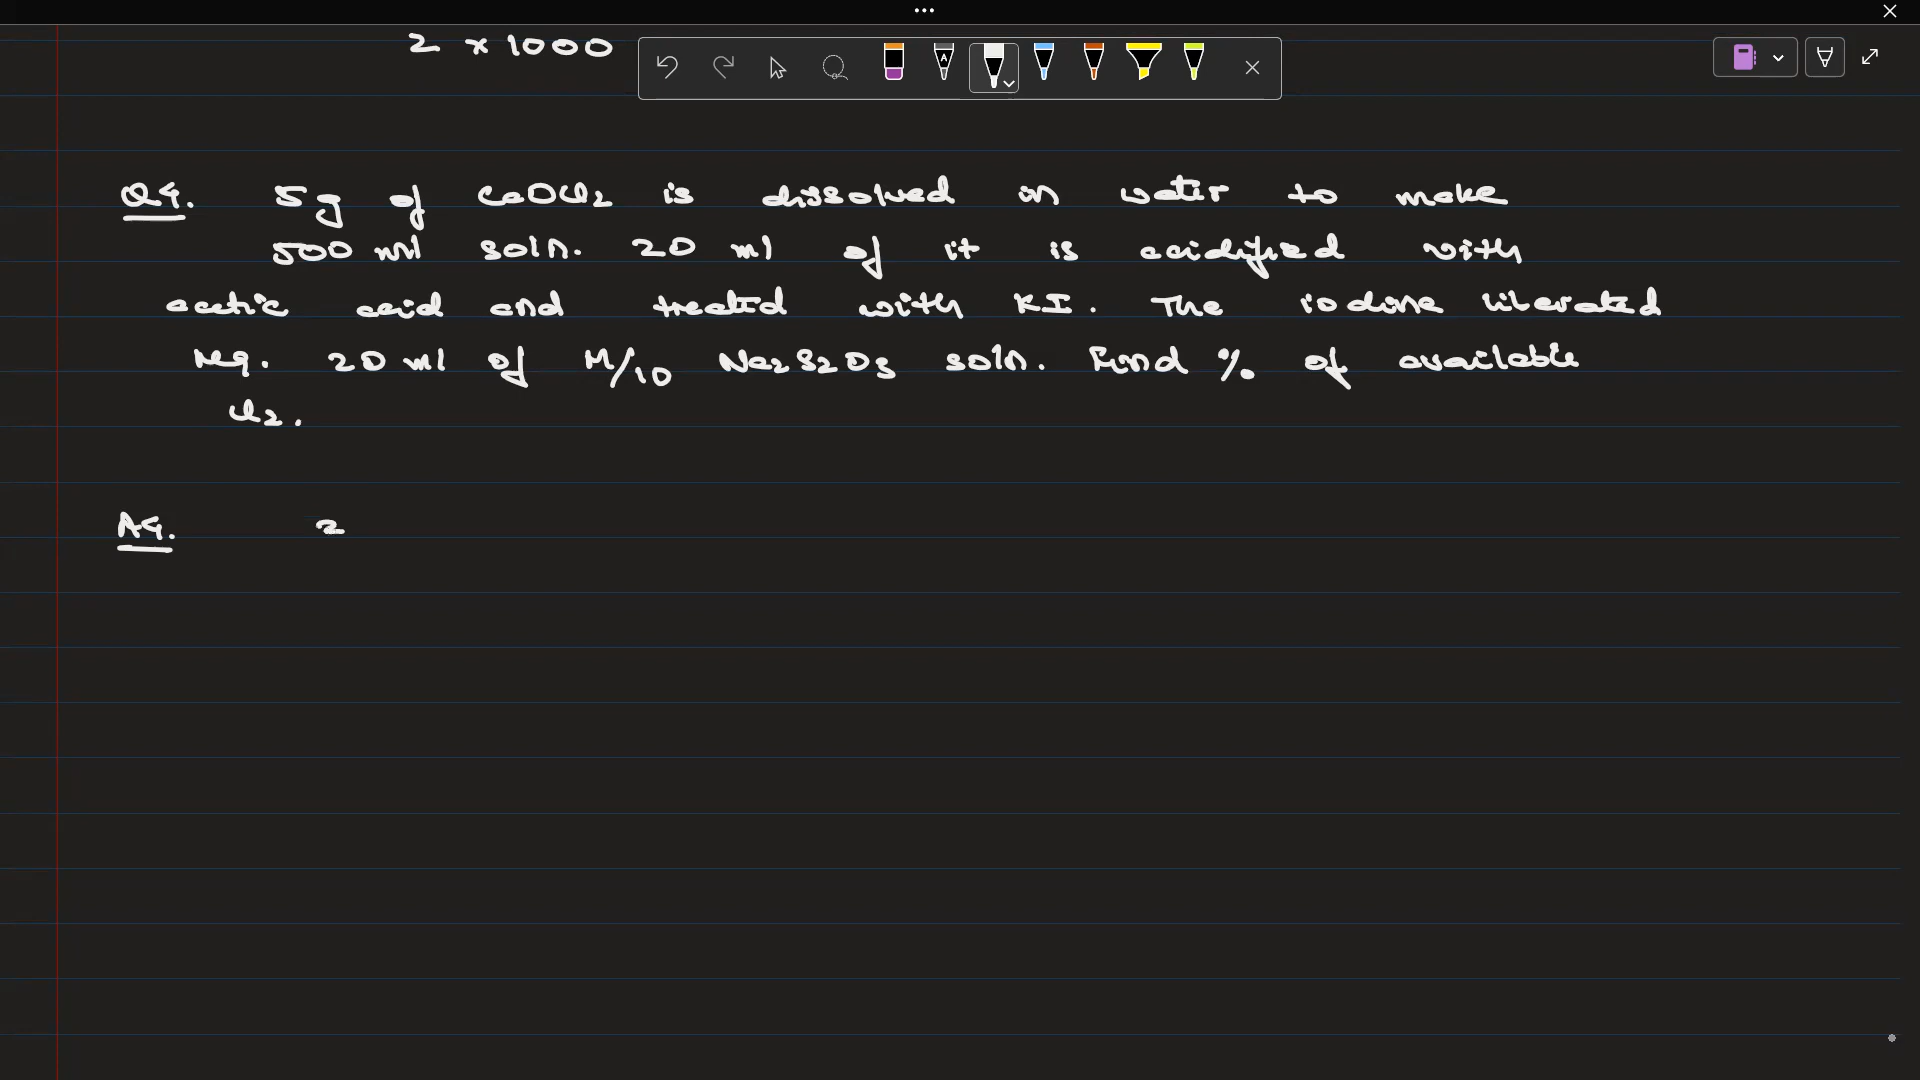 2 × 1000
Q4. 5g of CaOCl₂ is dissolved in water to make
500 ml soln. 20 ml of it is acidified with
acetic acid and treated with KI. The iodine liberated
req. 20 ml of M/10 Na₂S₂O₃ soln. Find % of available
Cl₂.
A4. 2